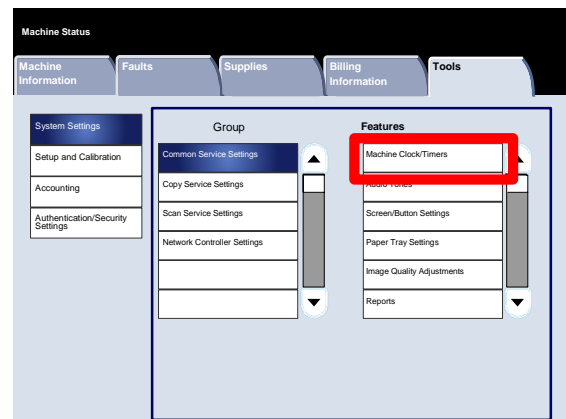 Machine Status
Machine
Information
Faults
Supplies
Billing
Information
Tools
System Settings
Setup and Calibration
Accounting
Authentication/Security
Settings
Group
Common Service Settings
Copy Service Settings
Scan Service Settings
Network Controller Settings
Features
Machine Clock/Timers
Audio Tones
Screen/Button Settings
Paper Tray Settings
Image Quality Adjustments
Reports